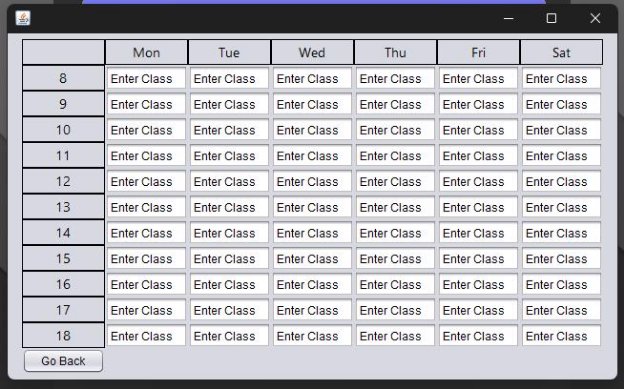 Mon Tue Wed Thu Fri Sat
8 Enter Class Enter Class Enter Class Enter Class Enter Class Enter Class
9 Enter Class Enter Class Enter Class Enter Class Enter Class Enter Class
10 Enter Class Enter Class Enter Class Enter Class Enter Class Enter Class
11 Enter Class Enter Class Enter Class Enter Class Enter Class Enter Class
12 Enter Class Enter Class Enter Class Enter Class Enter Class Enter Class
13 Enter Class Enter Class Enter Class Enter Class Enter Class Enter Class
14 Enter Class Enter Class Enter Class Enter Class Enter Class Enter Class
15 Enter Class Enter Class Enter Class Enter Class Enter Class Enter Class
16 Enter Class Enter Class Enter Class Enter Class Enter Class Enter Class
17 Enter Class Enter Class Enter Class Enter Class Enter Class Enter Class
18 Enter Class Enter Class Enter Class Enter Class Enter Class Enter Class
Go Back